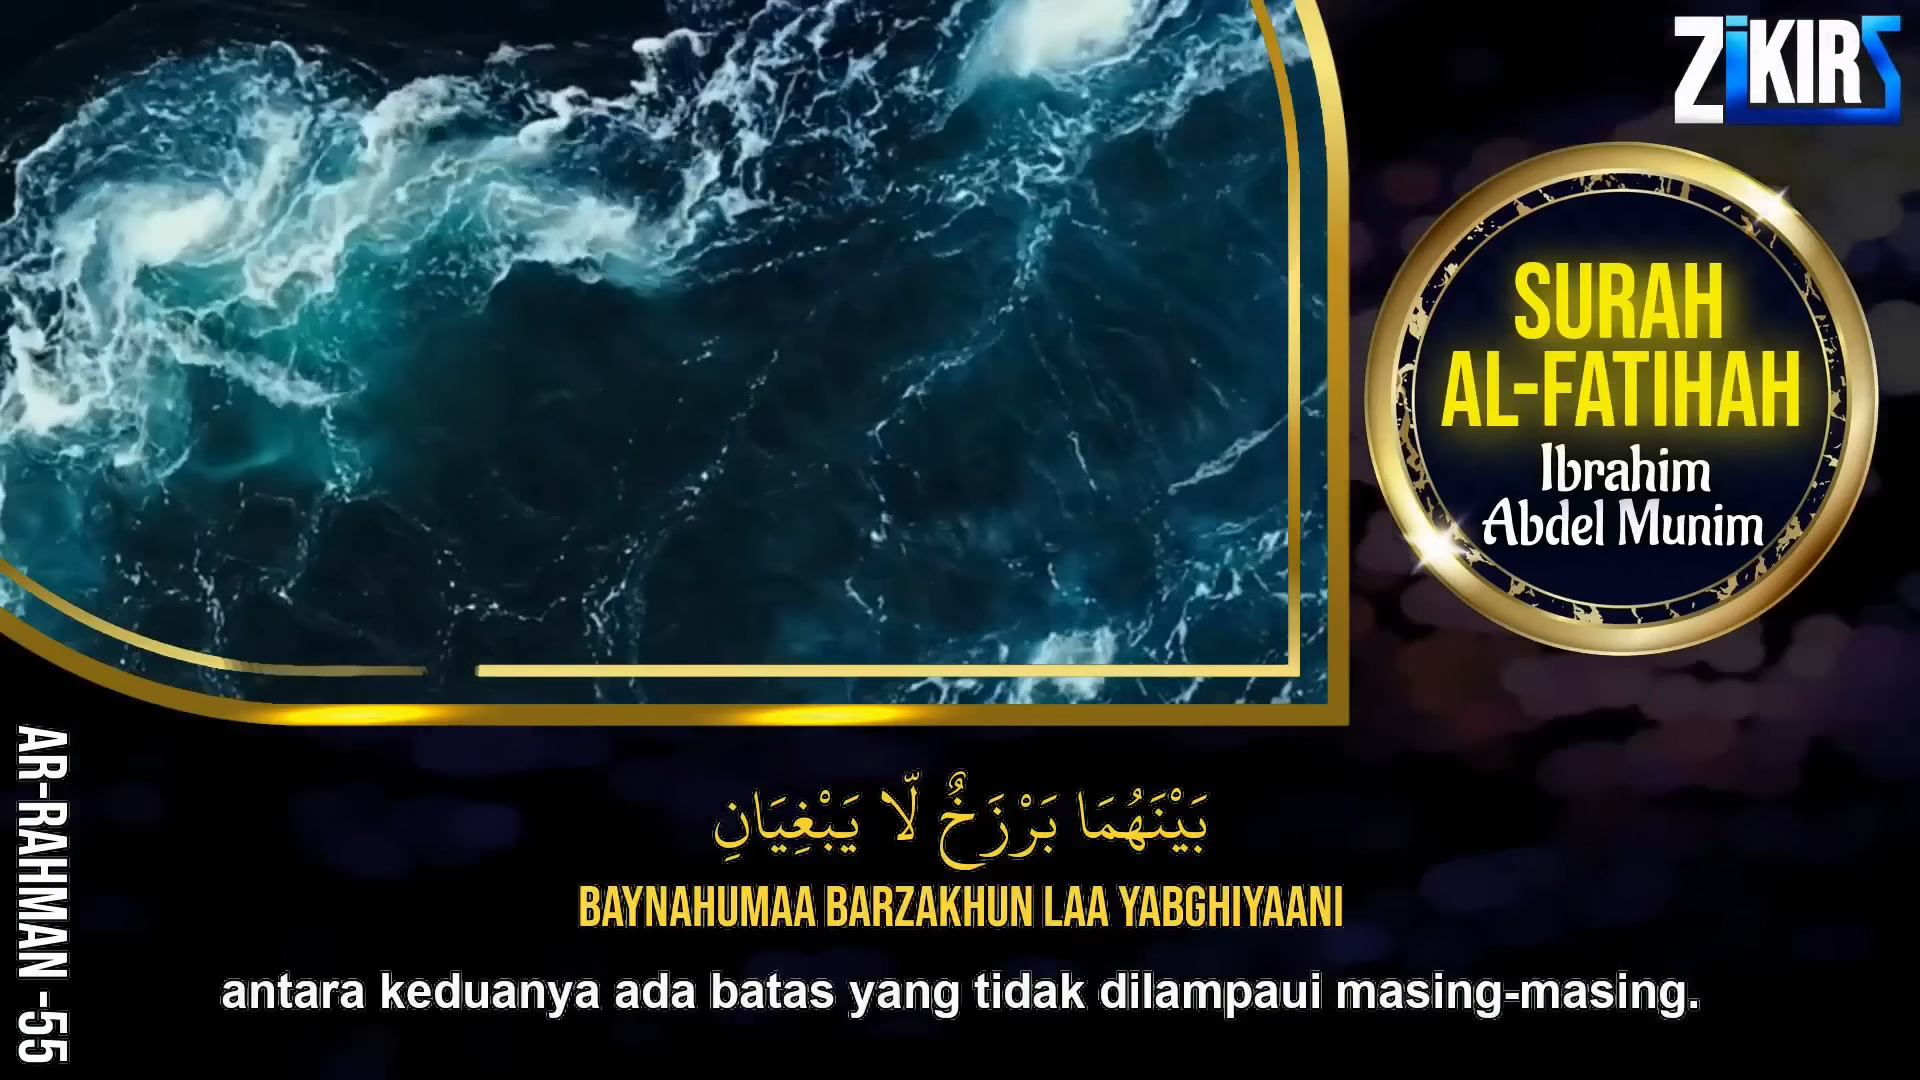 ZiKIRS
SURAH
AL-FATIHAH
Ibrahim
Abdel Munim
بَيْنَهُمَا بَرْزَخٌ لَّا يَبْغِيَانِ
BAYNAHUMAA BARZAKHUN LAA YABGHIYAANI
antara keduanya ada batas yang tidak dilampaui masing-masing.
AR-RAHMAN - 55